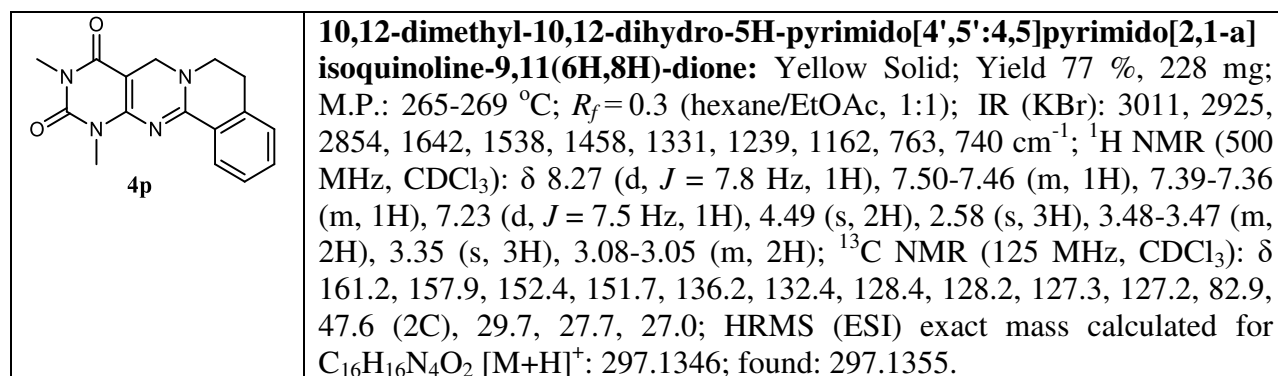 O
N
N
O
N
N
N
4p
10,12-dimethyl-10,12-dihydro-5H-pyrimido[4',5':4,5]pyrimido[2,1-a]
isoquinoline-9,11(6H,8H)-dione: Yellow Solid; Yield 77 %, 228 mg;
M.P.: 265-269 °C; Rf = 0.3 (hexane/EtOAc, 1:1); IR (KBr): 3011, 2925,
2854, 1642, 1538, 1458, 1331, 1239, 1162, 763, 740 cm-1; 1H NMR (500
MHz, CDCl3): δ 8.27 (d, J = 7.8 Hz, 1H), 7.50-7.46 (m, 1H), 7.39-7.36
(m, 1H), 7.23 (d, J = 7.5 Hz, 1H), 4.49 (s, 2H), 2.58 (s, 3H), 3.48-3.47 (m,
2H), 3.35 (s, 3H), 3.08-3.05 (m, 2H); 13C NMR (125 MHz, CDCl3): δ
161.2, 157.9, 152.4, 151.7, 136.2, 132.4, 128.4, 128.2, 127.3, 127.2, 82.9,
47.6 (2C), 29.7, 27.7, 27.0; HRMS (ESI) exact mass calculated for
C16H16N4O2 [M+H]+: 297.1346; found: 297.1355.